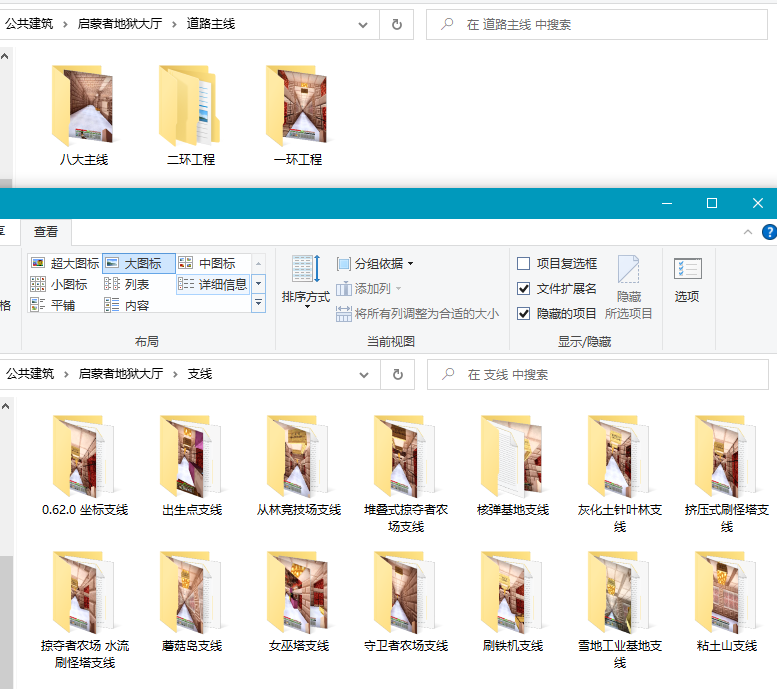 公共建筑 > 启蒙者地狱大厅 > 道路主线
在 道路主线 中搜索
八大主线
二环工程
一环工程
享
查看
?
超大图标
大图标
中图标
小图标
列表
详细信息
平铺
内容
格
布局
排序方式
分组依据
添加列
将所有列调整为合适的大小
当前视图
项目复选框
文件扩展名
隐藏的项目
隐藏
所选项目
显示/隐藏
选项
公共建筑 > 启蒙者地狱大厅 > 支线
在 支线 中搜索
0.62.0 坐标支线
出生点支线
从林竞技场支线
堆叠式掠夺者农
场支线
核弹基地支线
灰化土针叶林支
线
挤压式刷怪塔支
线
掠夺者农场 水流
刷怪塔支线
蘑菇岛支线
女巫塔支线
守卫者农场支线
刷铁机支线
雪地工业基地支
线
粘土山支线